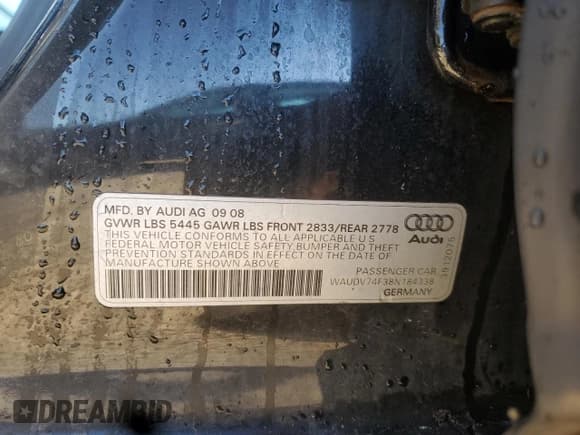 MFD. BY AUDI AG 09 08
GVWR LBS 5445 GAWR LBS FRONT 2833/REAR 2778
THIS VEHICLE CONFORMS TO ALL APPLICABLE U S
FEDERAL MOTOR VEHICLE SAFETY BUMPER AND THEFT
PREVENTION STANDARDS IN EFFECT ON THE DATE OF
MANUFACTURE SHOWN ABOVE.
Audi
PASSENGER CAR
WAUDV74F38N184338
GERMANY
DREAMBID